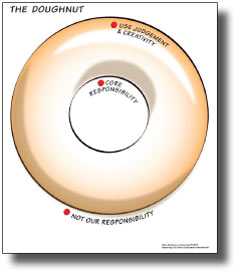 THE DOUGHNUT
USE JUDGEMENT
& CREATIVITY
CORE
RESPONSIBILITY
NOT OUR RESPONSIBILITY